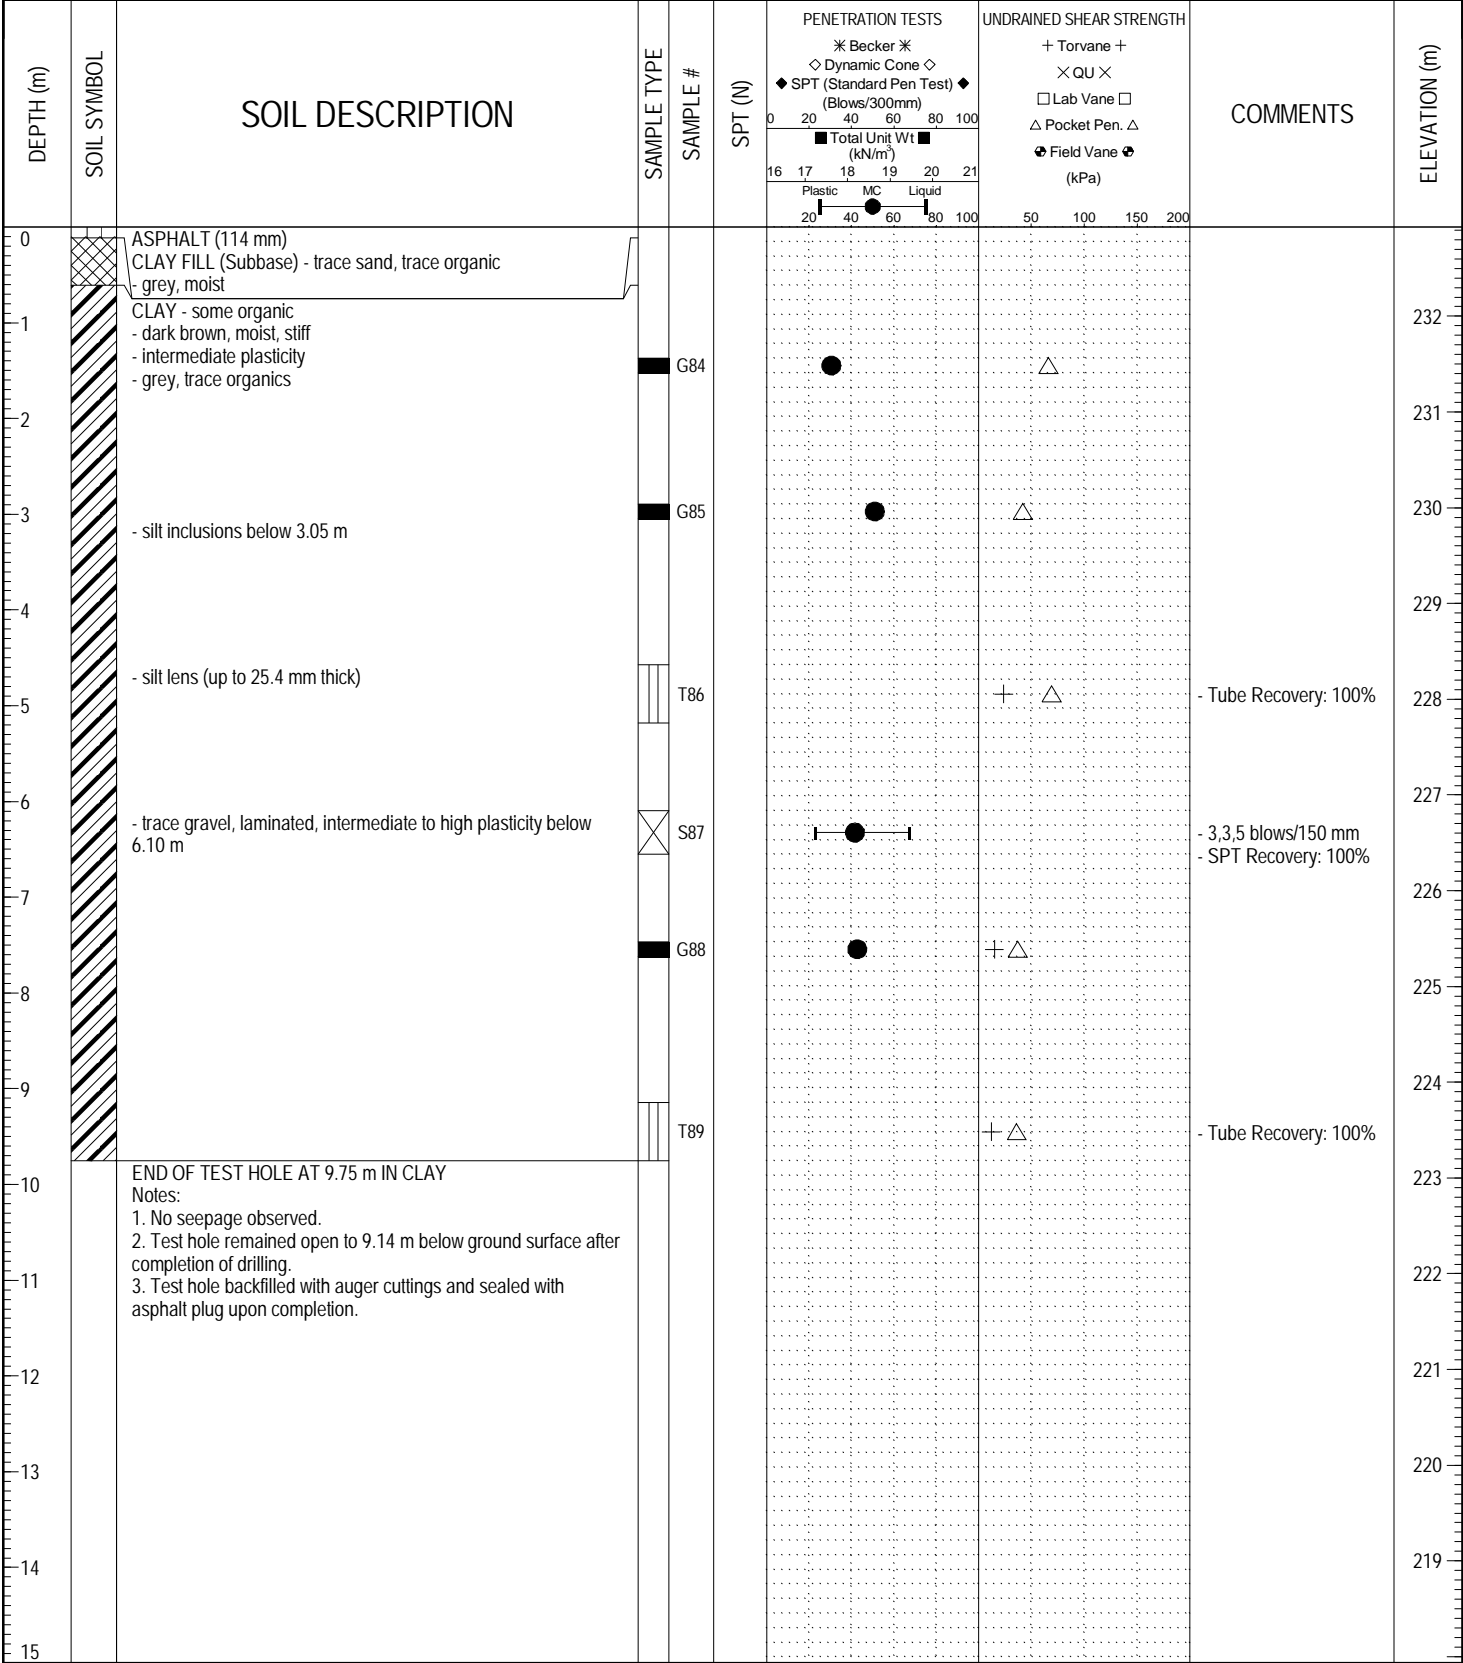 DEPTH (m)
SOIL SYMBOL
SOIL DESCRIPTION
SAMPLE TYPE
SAMPLE #
SPT (N)
PENETRATION TESTS
✳ Becker ✳
◇ Dynamic Cone ◇
◆ SPT (Standard Pen Test) ◆
(Blows/300mm)
0 20 40 60 80 100
■ Total Unit Wt ■
(kN/m³)
16 17 18 19 20 21
Plastic MC Liquid
20 40 60 80 100
UNDRAINED SHEAR STRENGTH
+ Torvane +
× QU ×
□ Lab Vane □
△ Pocket Pen. △
Field Vane
(kPa)
50 100 150 200
COMMENTS
ELEVATION (m)
0
ASPHALT (114 mm)
CLAY FILL (Subbase) - trace sand, trace organic
- grey, moist
CLAY - some organic
1
232
- dark brown, moist, stiff
- intermediate plasticity
G84
- grey, trace organics
2
231
3
G85
230
- silt inclusions below 3.05 m
4
229
- silt lens (up to 25.4 mm thick)
T86
- Tube Recovery: 100%
5
228
6
227
- trace gravel, laminated, intermediate to high plasticity below
6.10 m
S87
- 3,3,5 blows/150 mm
- SPT Recovery: 100%
7
226
G88
8
225
9
224
T89
- Tube Recovery: 100%
END OF TEST HOLE AT 9.75 m IN CLAY
10
223
Notes:
1. No seepage observed.
2. Test hole remained open to 9.14 m below ground surface after
completion of drilling.
11
222
3. Test hole backfilled with auger cuttings and sealed with
asphalt plug upon completion.
12
221
13
220
14
219
15